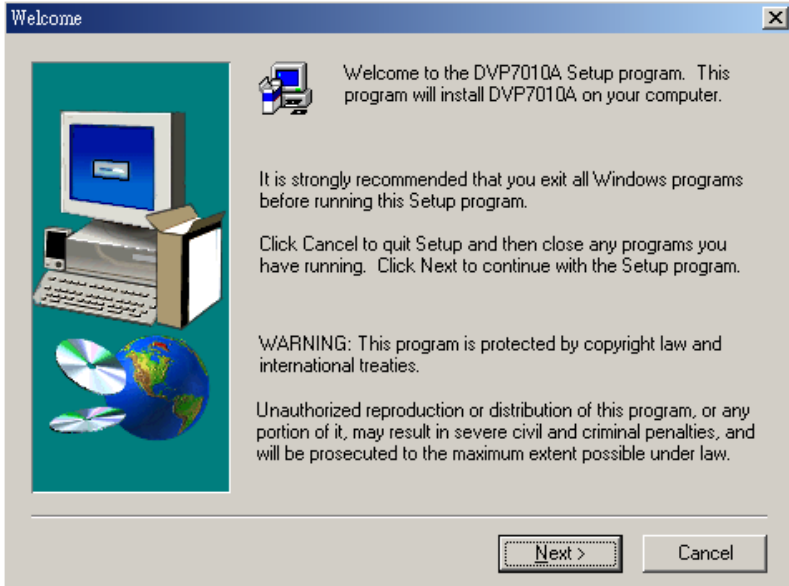 Welcome
Welcome to the DVP7010A Setup program. This
program will install DVP7010A on your computer.
It is strongly recommended that you exit all Windows programs
before running this Setup program.
Click Cancel to quit Setup and then close any programs you
have running. Click Next to continue with the Setup program.
WARNING: This program is protected by copyright law and
international treaties.
Unauthorized reproduction or distribution of this program, or any
portion of it, may result in severe civil and criminal penalties, and
will be prosecuted to the maximum extent possible under law.
Next >
Cancel